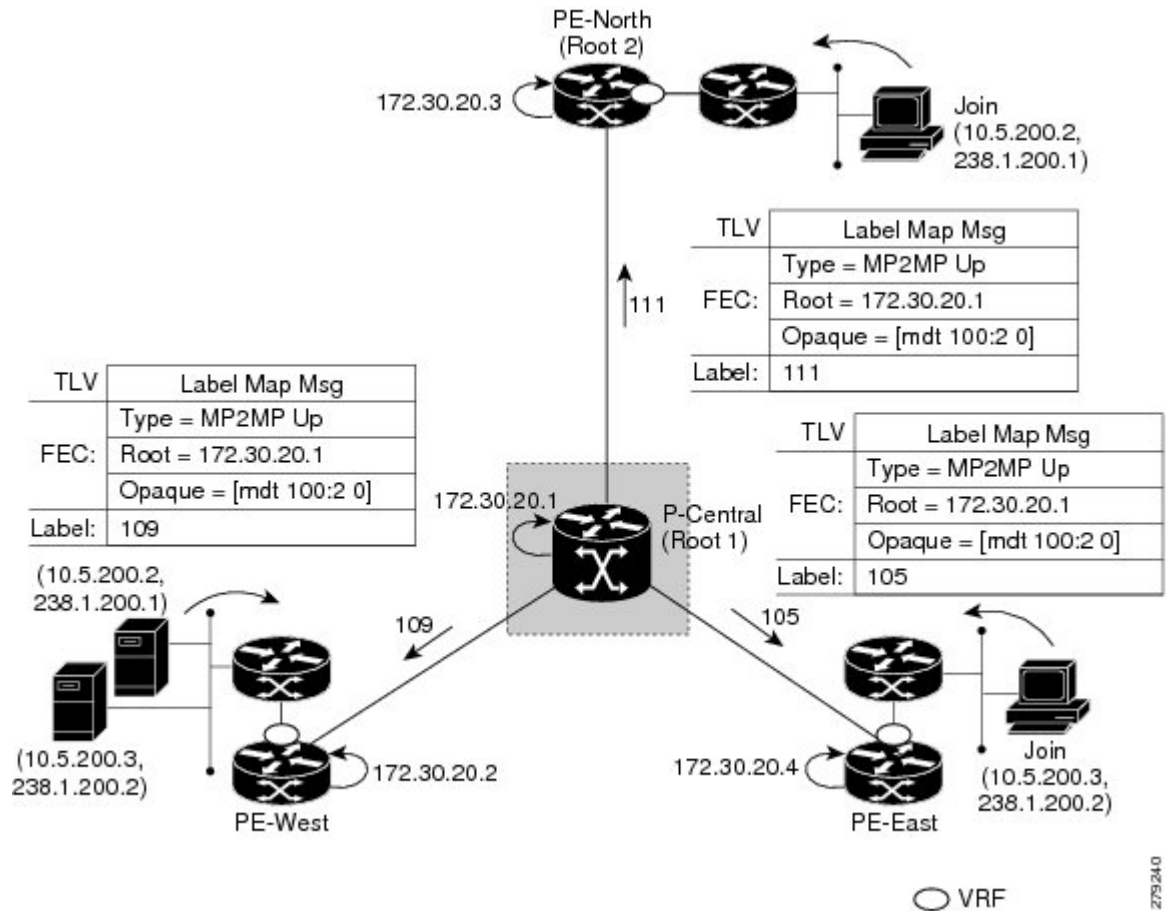 PE-North
(Root 2)
172.30.20.3
Join
(10.5.200.2,
238.1.200.1)
TLV
Label Map Msg
FEC:
Type = MP2MP Up
Root = 172.30.20.1
Opaque = [mdt 100:2 0]
Label:
111
111
TLV
Label Map Msg
FEC:
Type = MP2MP Up
Root = 172.30.20.1
Opaque = [mdt 100:2 0]
Label:
109
TLV
Label Map Msg
FEC:
Type = MP2MP Up
Root = 172.30.20.1
Opaque = [mdt 100:2 0]
Label:
105
172.30.20.1
P-Central
(Root 1)
(10.5.200.2,
238.1.200.1)
109
105
(10.5.200.3,
238.1.200.2)
172.30.20.2
PE-West
172.30.20.4
PE-East
Join
(10.5.200.3,
238.1.200.2)
VRF
279240